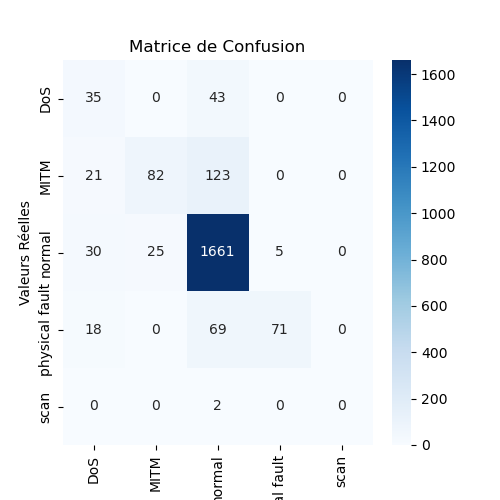 Matrice de Confusion
Valeurs Réelles
DoS
35 0 43 0 0
MITM
21 82 123 0 0
normal
30 25 1661 5 0
physical fault
18 0 69 71 0
scan
0 0 2 0 0
DoS
MITM
normal
al fault
scan
1600
1400
1200
1000
800
600
400
200
0